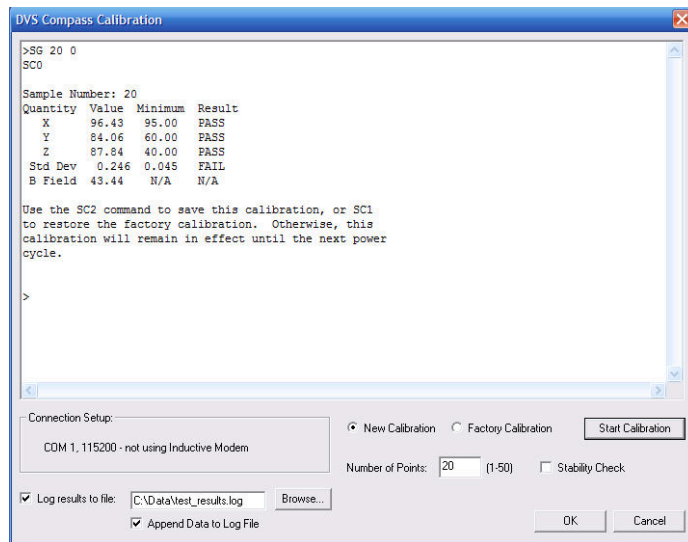 DVS Compass Calibration
>SG 20 0
SC0
Sample Number: 20
Quantity Value Minimum Result
X 96.43 95.00 PASS
Y 84.06 60.00 PASS
Z 87.84 40.00 PASS
Std Dev 0.246 0.045 FAIL
B Field 43.44 N/A N/A
Use the SC2 command to save this calibration, or SC1
to restore the factory calibration. Otherwise, this
calibration will remain in effect until the next power
cycle.
>
Connection Setup:
COM 1, 115200 - not using Inductive Modem
New Calibration Factory Calibration Start Calibration
Number of Points: 20 (1-50) Stability Check
Log results to file: C:\Data\test_results.log Browse...
Append Data to Log File
OK Cancel